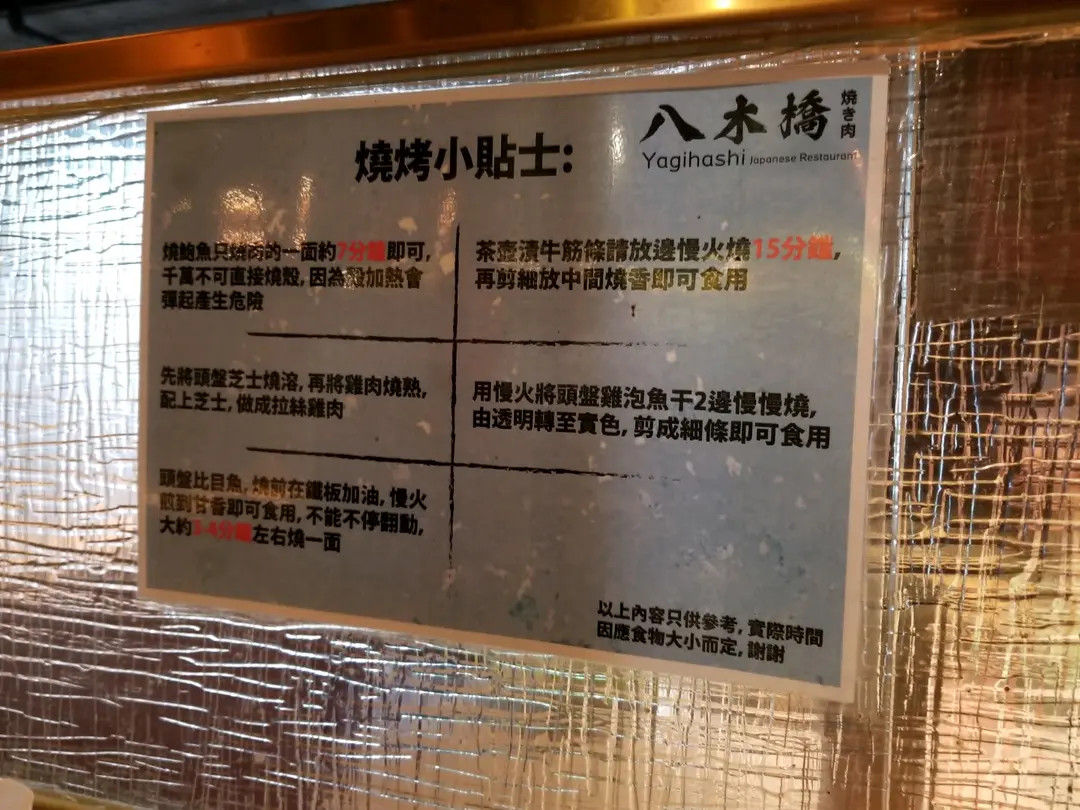 八木橋 焼き肉
Yagihashi Japanese Restaurant
燒烤小貼士:
燒鮑魚只燒肉的一面約7分鐘即可,
千萬不可直接燒殼,因為殼加熱會
彈起產生危險
茶壺漬牛筋條請放邊慢火燒15分鐘,
再剪細放中間燒香即可食用
先將頭盤芝士燒溶,再將雞肉燒熟,
配上芝士,做成拉絲雞肉
用慢火將頭盤雞泡魚干2邊慢慢燒,
由透明轉至實色,剪成細條即可食用
頭盤比目魚,燒前在鐵板加油,慢火
煎到甘香即可食用,不能不停翻動,
大約3-4分鐘左右燒一面
以上內容只供參考,實際時間
因應食物大小而定,謝謝